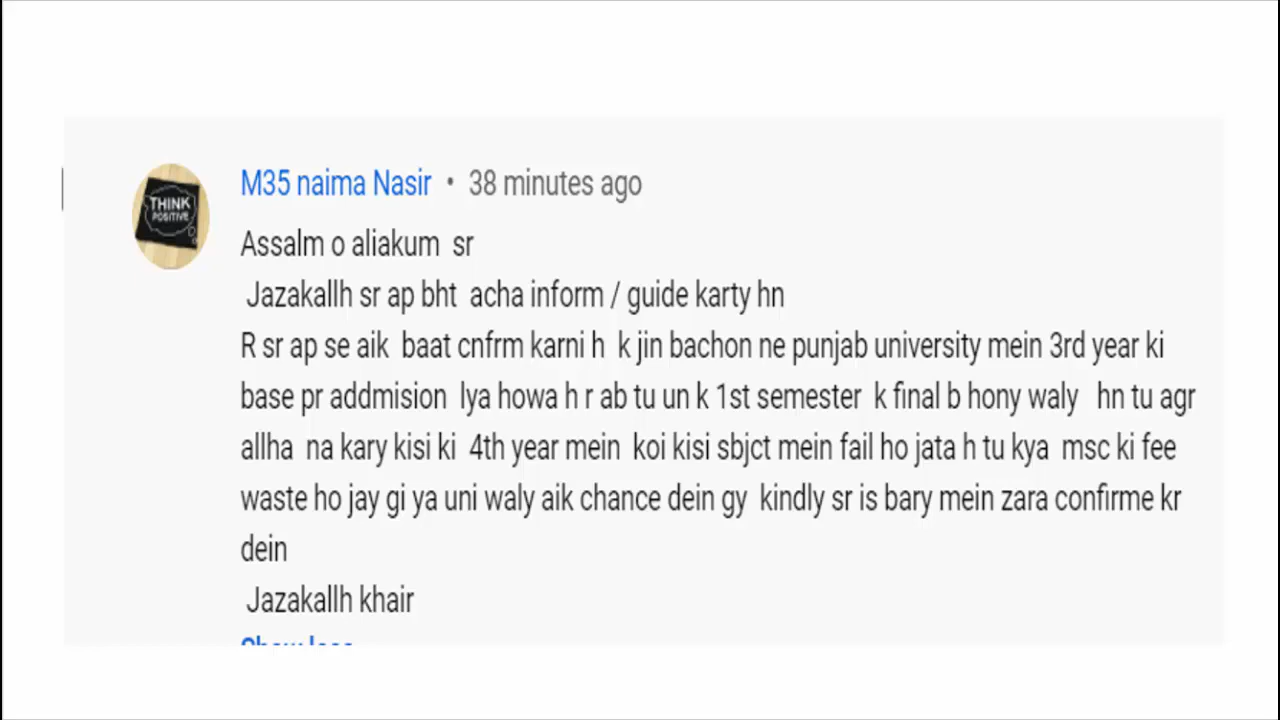 THINK
POSITIVE
M35 naima Nasir • 38 minutes ago
Assalm o aliakum sr
Jazakallh sr ap bht acha inform / guide karty hn
R sr ap se aik baat cnfrm karni h k jin bachon ne punjab university mein 3rd year ki
base pr addmision lya howa h r ab tu un k 1st semester k final b hony waly hn tu agr
allha na kary kisi ki 4th year mein koi kisi sbjct mein fail ho jata h tu kya msc ki fee
waste ho jay gi ya uni waly aik chance dein gy kindly sr is bary mein zara confirme kr
dein
Jazakallh khair
Show less